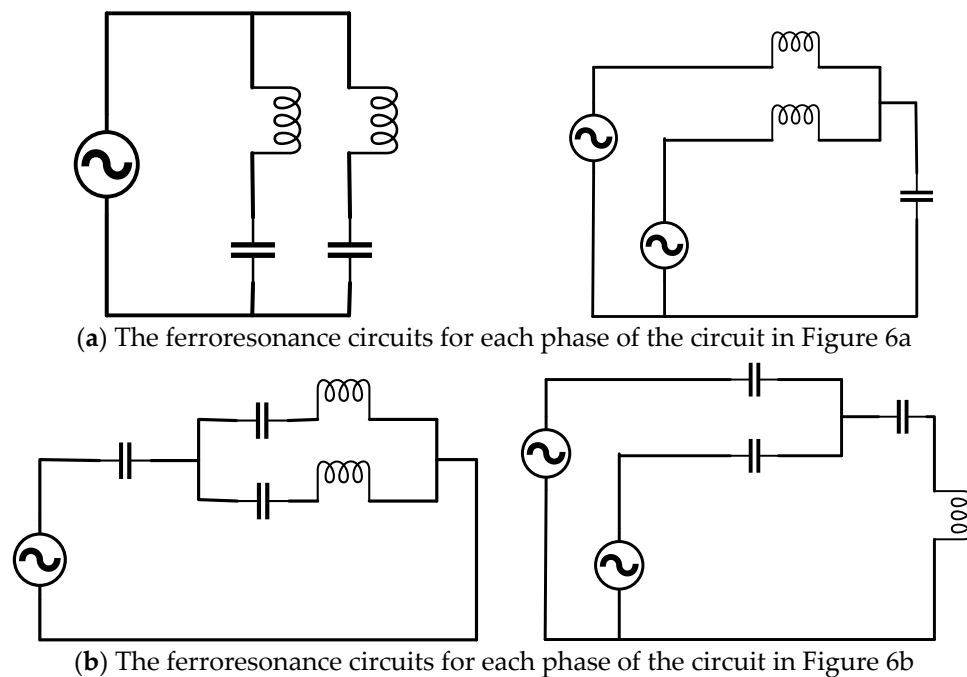 (a) The ferroresonance circuits for each phase of the circuit in Figure 6a
(b) The ferroresonance circuits for each phase of the circuit in Figure 6b